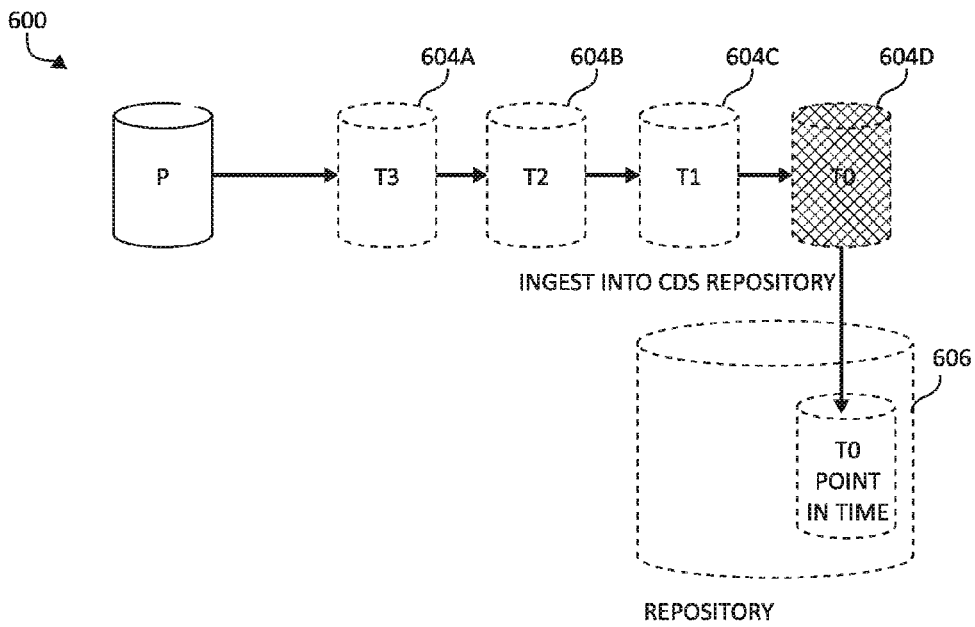 600
604A
604B
604C
604D
P
T3
T2
T1
T0
INGEST INTO CDS REPOSITORY
606
T0
POINT
IN TIME
REPOSITORY